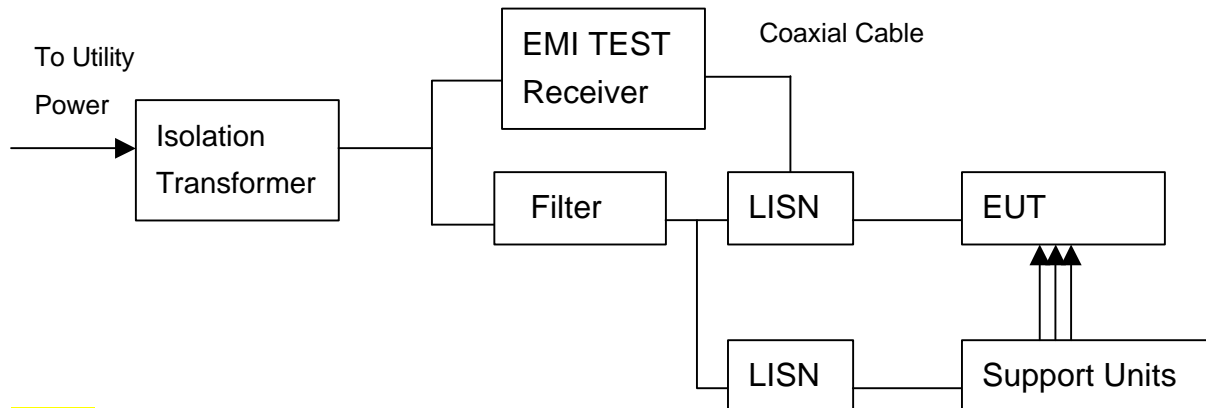 To Utility
Power
Isolation
Transformer
EMI TEST
Receiver
Coaxial Cable
Filter
LISN
EUT
LISN
Support Units